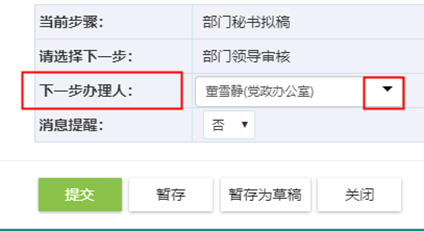 当前步骤： 部门秘书拟稿
请选择下一步： 部门领导审核
下一步办理人： 董雪静(党政办公室)
消息提醒： 否
提交 暂存 暂存为草稿 关闭